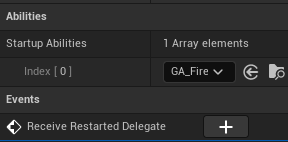 Abilities
Startup Abilities 1 Array elements
Index [ 0 ] GA_Fire
Events
Receive Restarted Delegate +